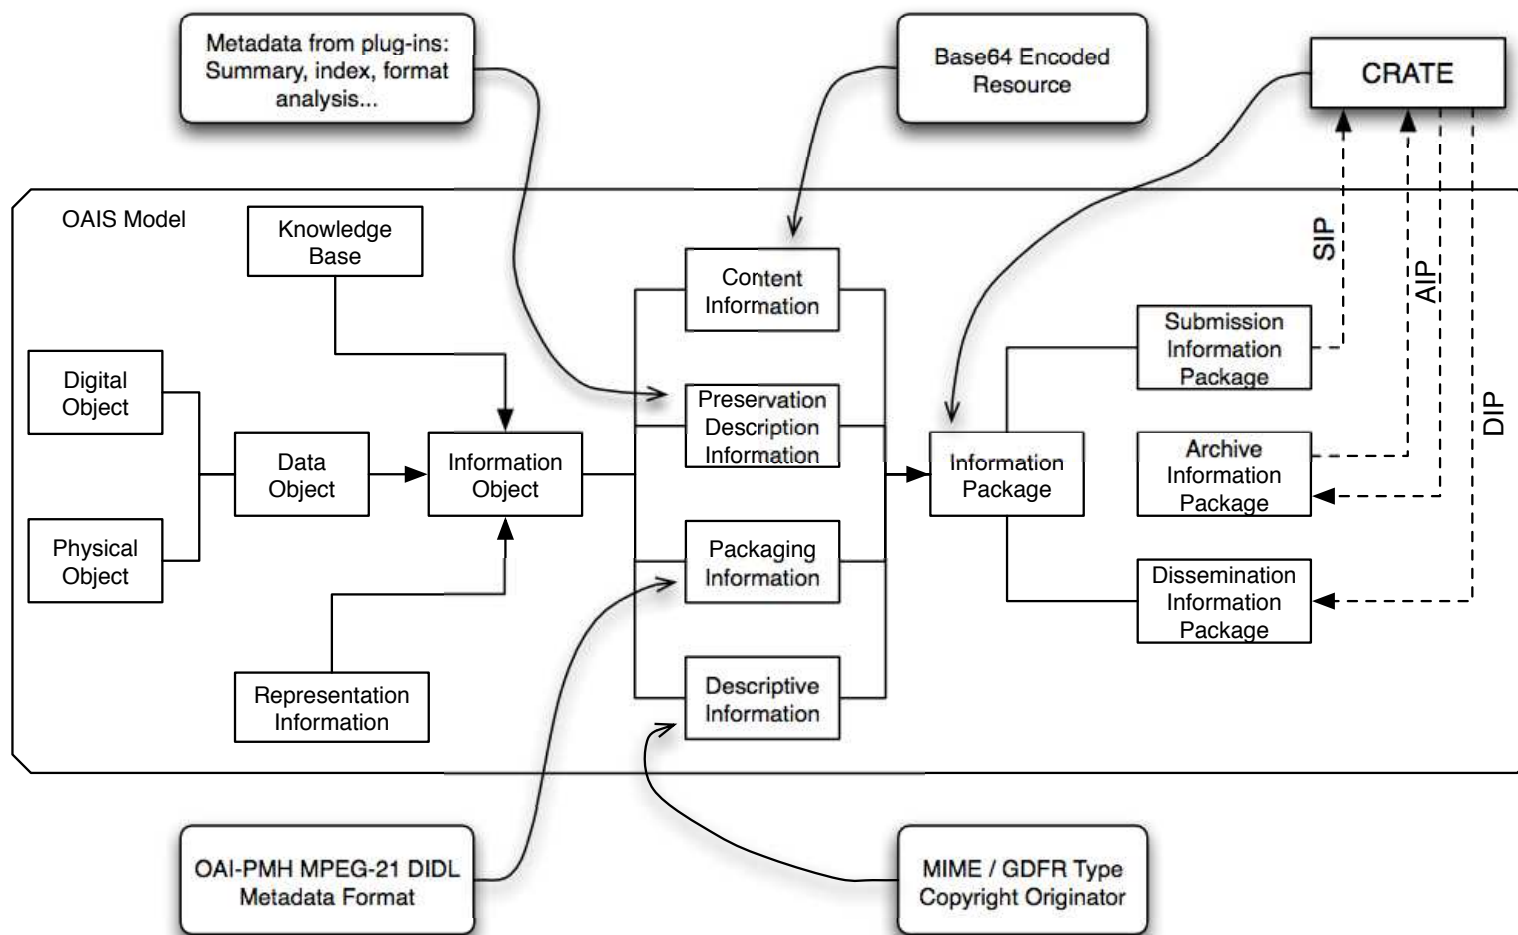 Metadata from plug-ins:
Summary, index, format
analysis...
Base64 Encoded
Resource
CRATE
OAIS Model
Knowledge
Base
Content
Information
SIP
AIP
DIP
Submission
Information
Package
Digital
Object
Preservation
Description
Information
Data
Object
Information
Object
Information
Package
Archive
Information
Package
Physical
Object
Packaging
Information
Dissemination
Information
Package
Representation
Information
Descriptive
Information
OAI-PMH MPEG-21 DIDL
Metadata Format
MIME / GDFR Type
Copyright Originator